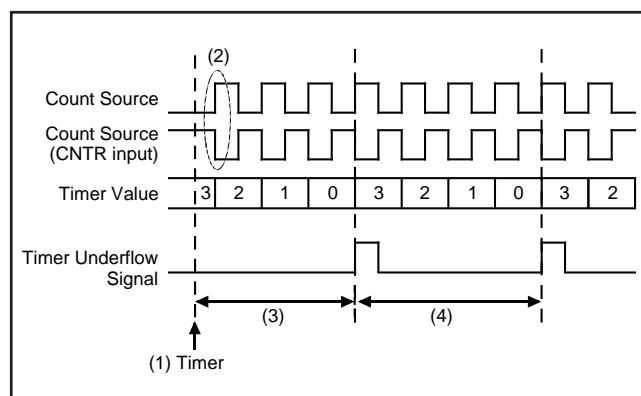 (2)
Count Source
Count Source
(CNTR input)
Timer Value 3 2 1 0 3 2 1 0 3 2
Timer Underflow
Signal
(3) (4)
(1) Timer